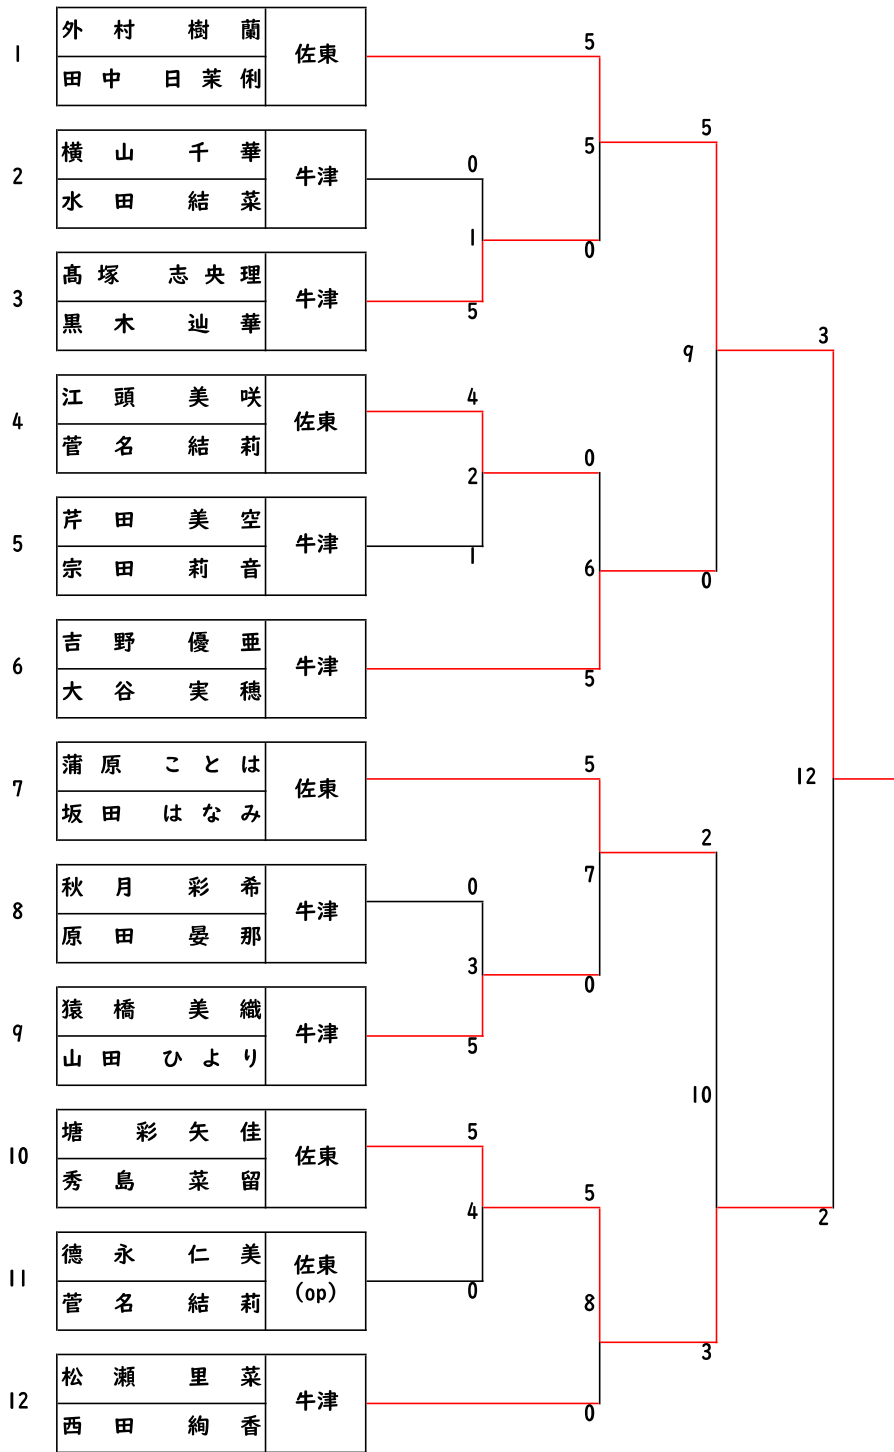 1 外村 樹蘭 佐東
田中 日茉俐
2 横山 千華 牛津
水田 結菜
3 髙塚 志央理 牛津
黒木 辿華
4 江頭 美咲 佐東
菅名 結莉
5 芹田 美空 牛津
宗田 莉音
6 吉野 優亜 牛津
大谷 実穂
7 蒲原 ことは 佐東
坂田 はなみ
8 秋月 彩希 牛津
原田 晏那
9 猿橋 美織 牛津
山田 ひより
10 塘 彩矢佳 佐東
秀島 菜留
11 德永 仁美 佐東
(op)
菅名 結莉
12 松瀬 里菜 牛津
西田 絢香
0
1
5
4
2
1
0
3
5
5
4
0
5
5
0
0
6
5
5
7
0
5
8
0
5
9
0
2
10
3
3
12
2